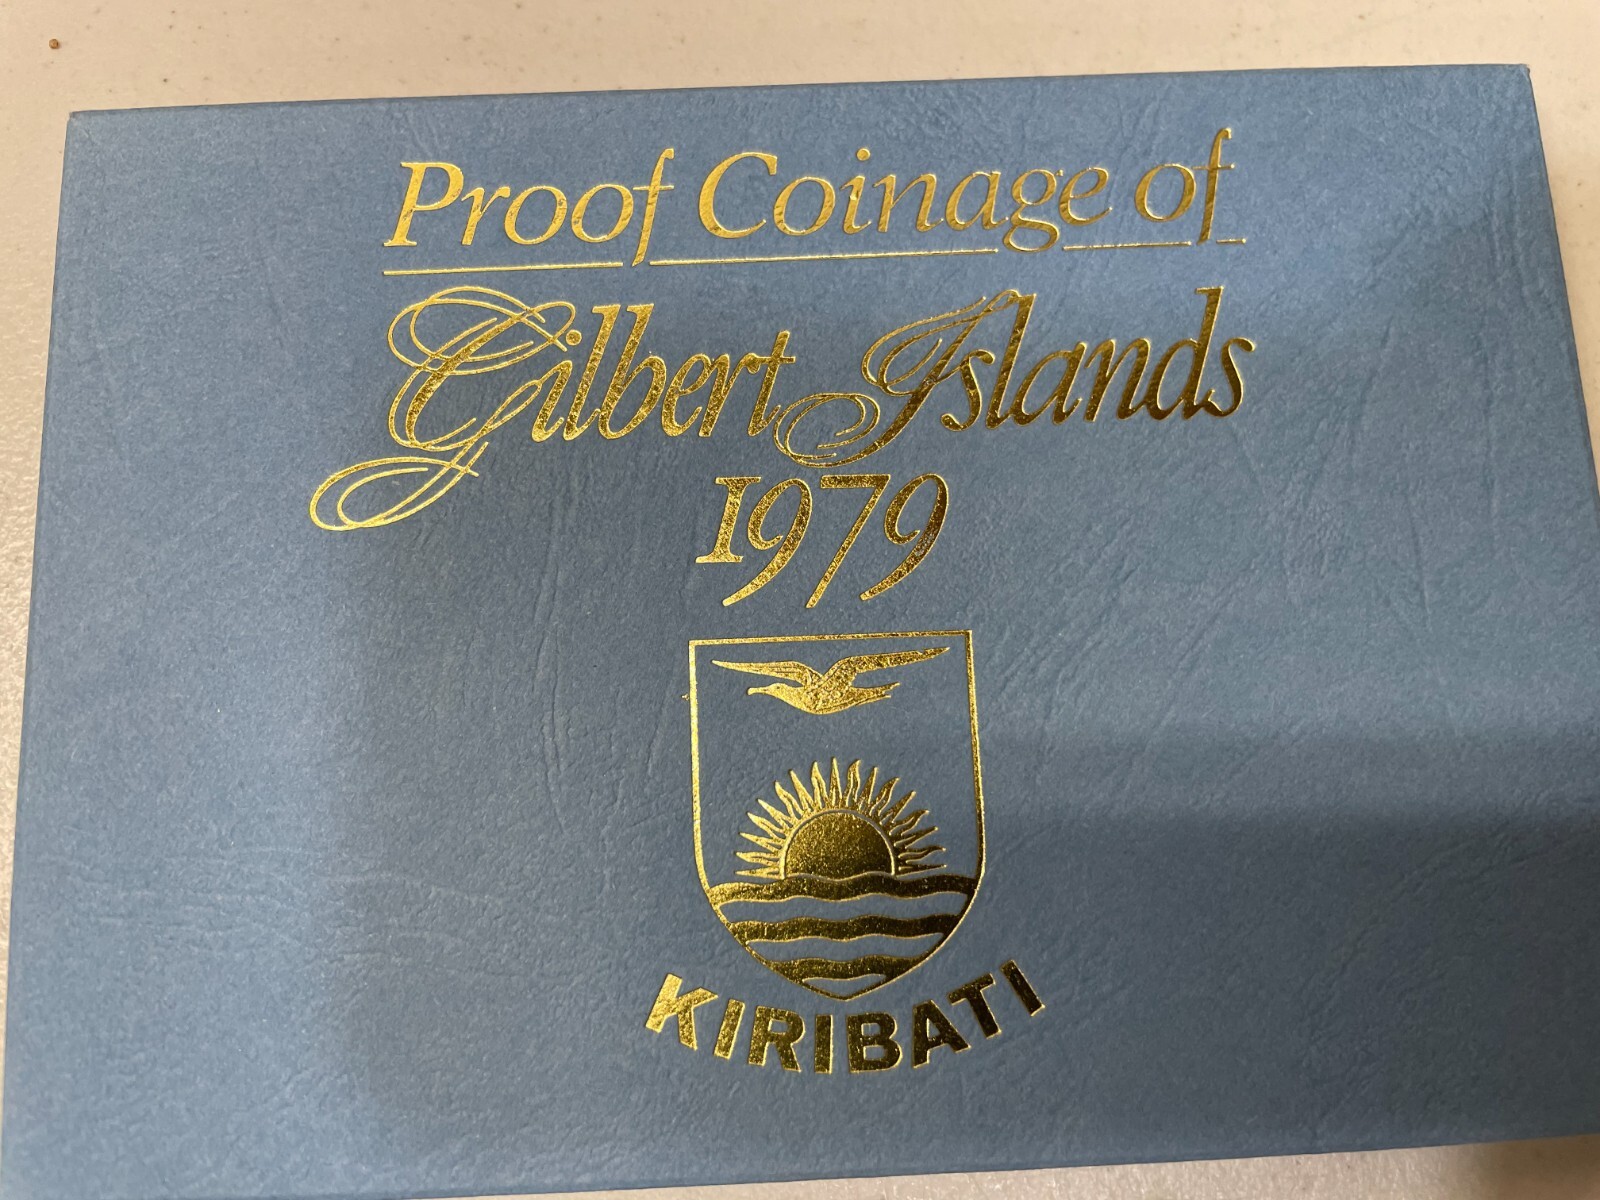 Proof Coinage of
Gilbert Islands
1979
KIRIBATI